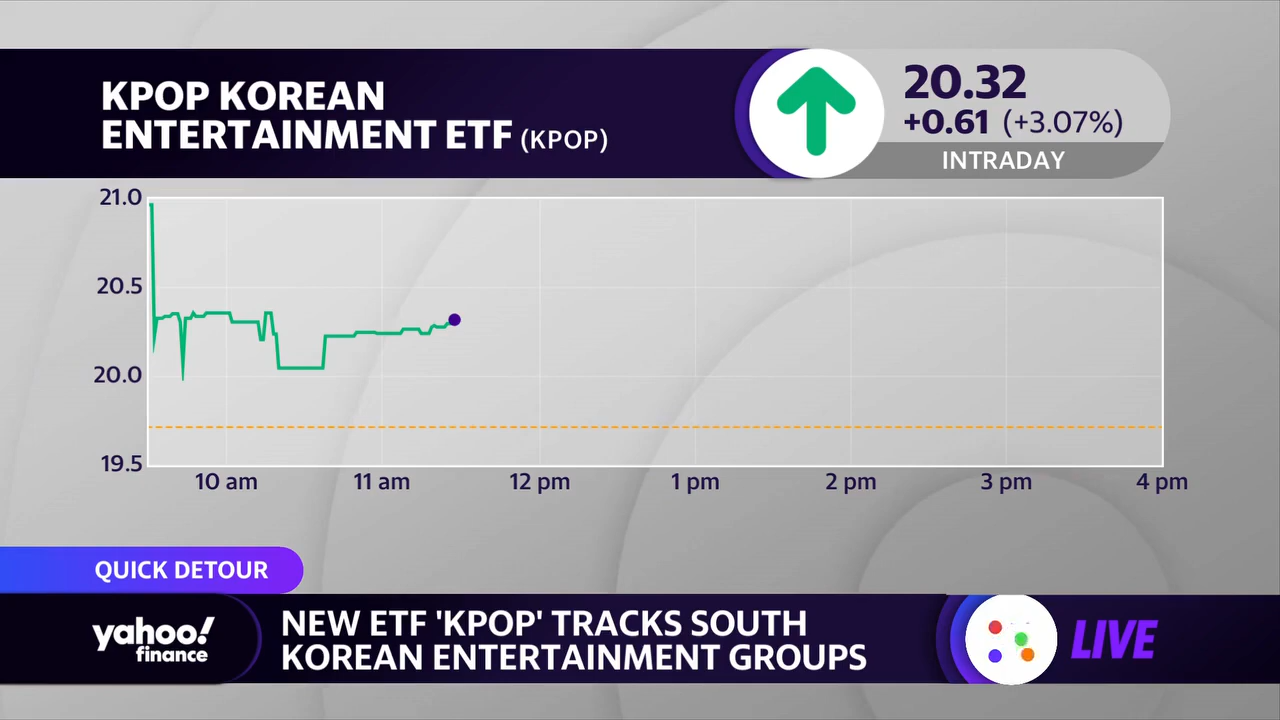 KPOP KOREAN
ENTERTAINMENT ETF (KPOP)
20.32
+0.61 (+3.07%)
INTRADAY
21.0
20.5
20.0
19.5
10 am
11 am
12 pm
1 pm
2 pm
3 pm
4 pm
QUICK DETOUR
yahoo!
finance
NEW ETF 'KPOP' TRACKS SOUTH
KOREAN ENTERTAINMENT GROUPS
LIVE